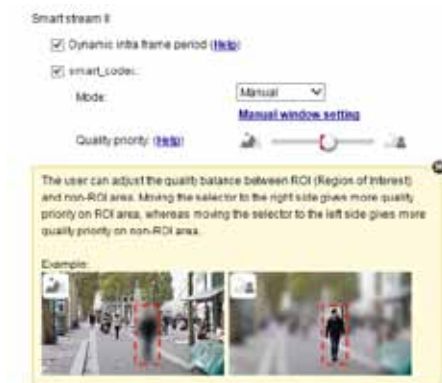 Smart stream II
Dynamic intra frame period (Help)
smart_codec:
Mode: Manual
Manual window setting
Quality priority: (Help)
The user can adjust the quality balance between ROI (Region of Interest)
and non-ROI area. Moving the selector to the right side gives more quality
priority on ROI area, whereas moving the selector to the left side gives more
quality priority on non-ROI area.
Example: